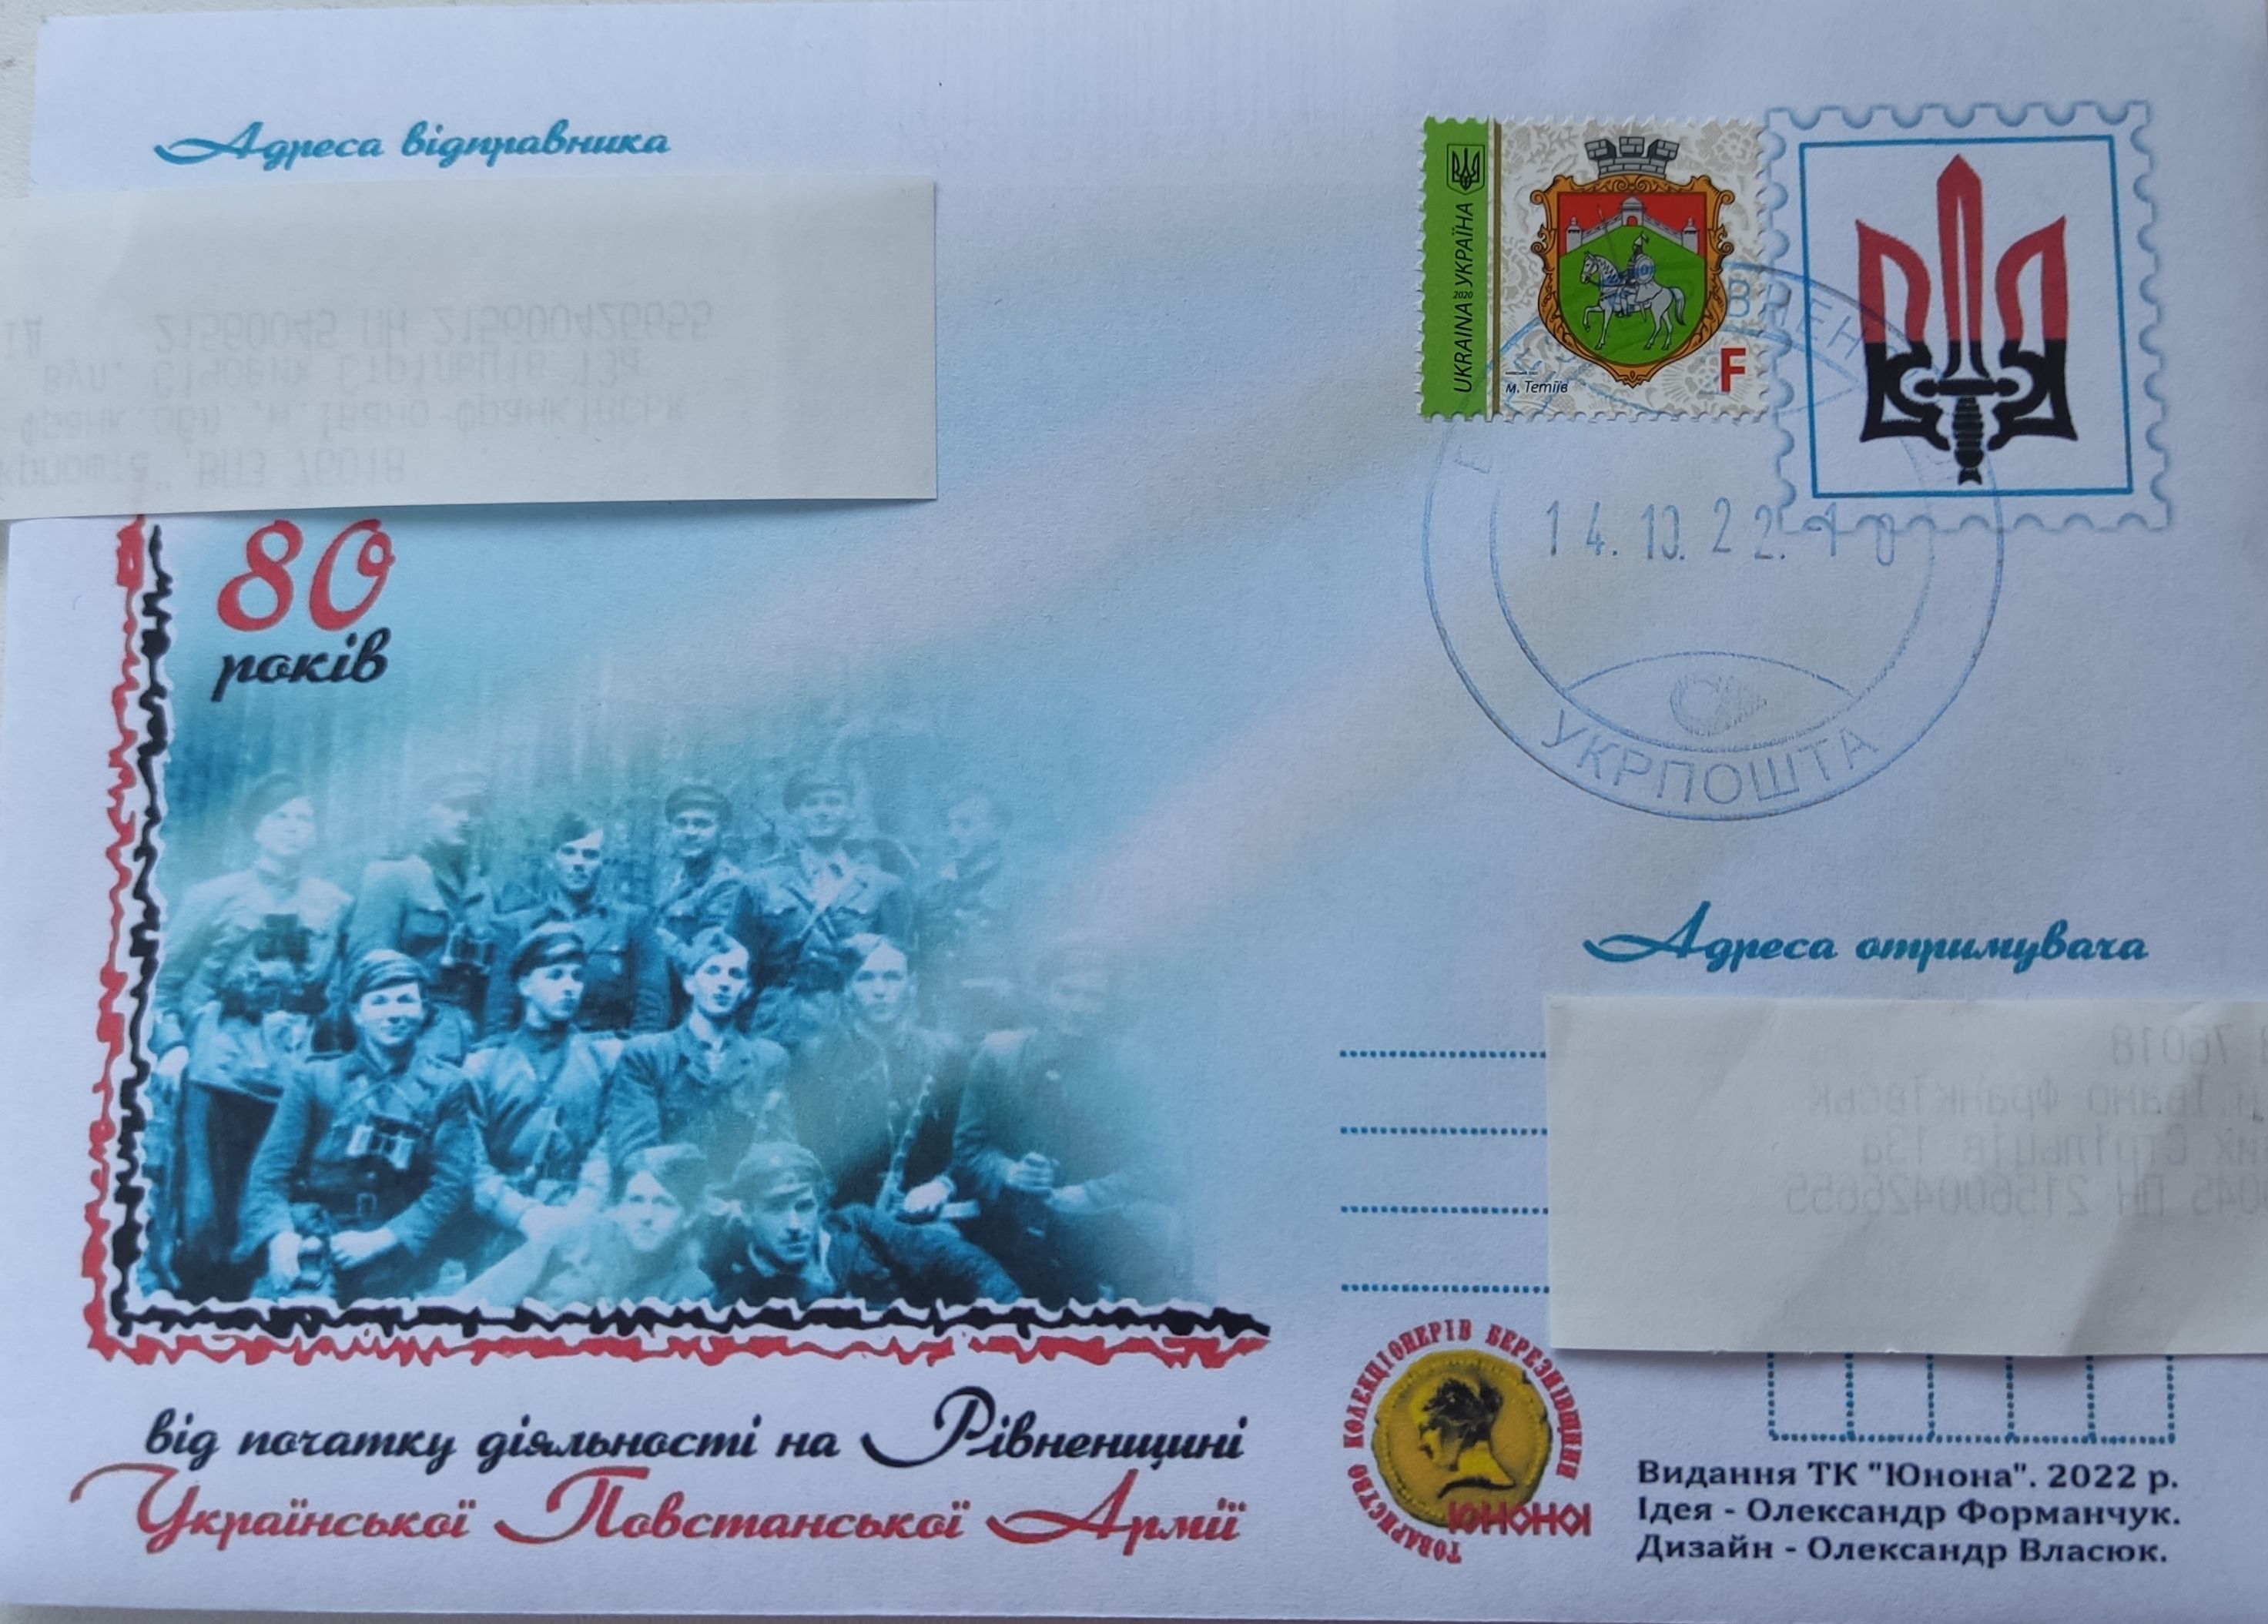 Адреса відправника
UKRAINA УКРАЇНА
2020
м. Тетіїв
F
14.10.22.
УКРПОШТА
80
років
Адреса отримувача
від початку діяльності на Рівненщині
Української Повстанської Армії
ТОВАРИСТВО КОЛЕКЦІОНЕРІВ БЕРЕЗНІВЩИНИ
ЮНОНА
Видання ТК "Юнона". 2022 р.
Ідея - Олександр Форманчук.
Дизайн - Олександр Власюк.